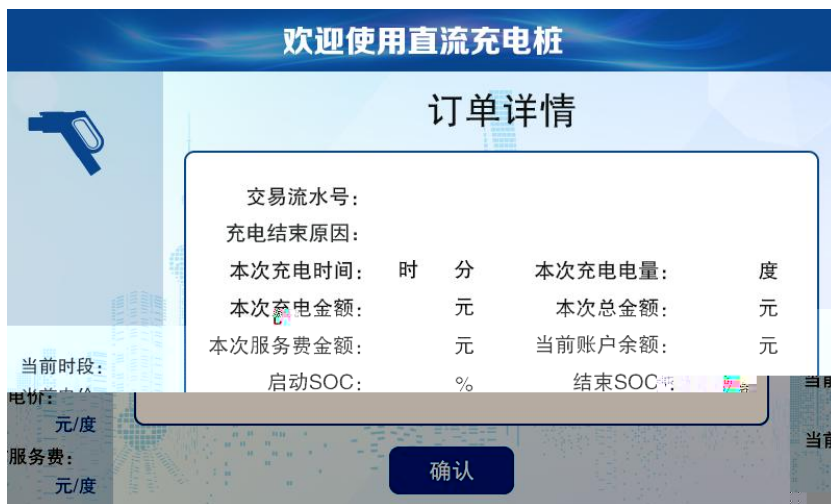 欢迎使用直流充电桩
订单详情
交易流水号:
充电结束原因:
本次充电时间: 时 分 本次充电电量: 度
本次充电金额: 元 本次总金额: 元
本次服务费金额: 元 当前账户余额: 元
启动SOC: % 结束SOC:
当前时段:
电价:
元/度
服务费:
元/度
当前
当前
确认